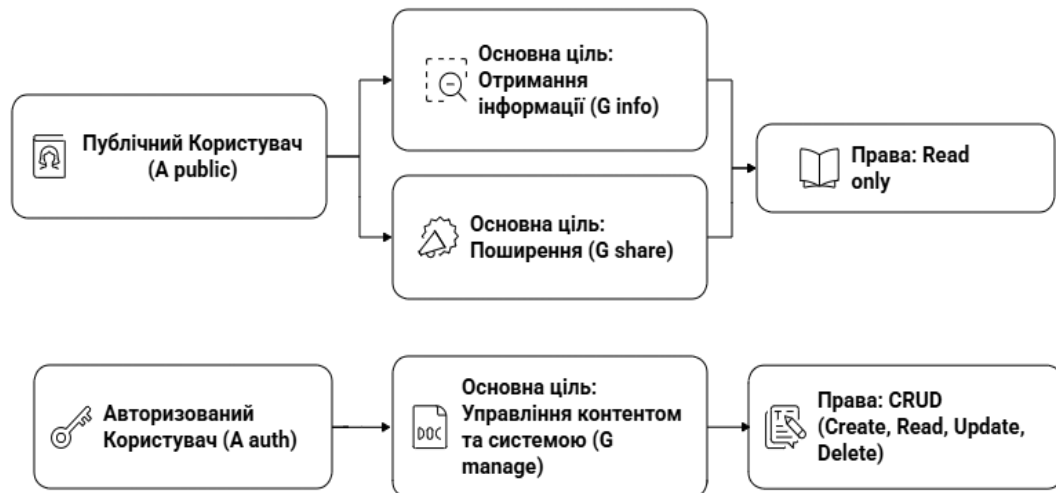 Публічний Користувач
(A public)
Основна ціль:
Отримання
інформації (G info)
Основна ціль:
Поширення (G share)
Права: Read
only
Авторизований
Користувач (A auth)
DOC
Основна ціль:
Управління контентом
та системою (G
manage)
Права: CRUD
(Create, Read, Update,
Delete)